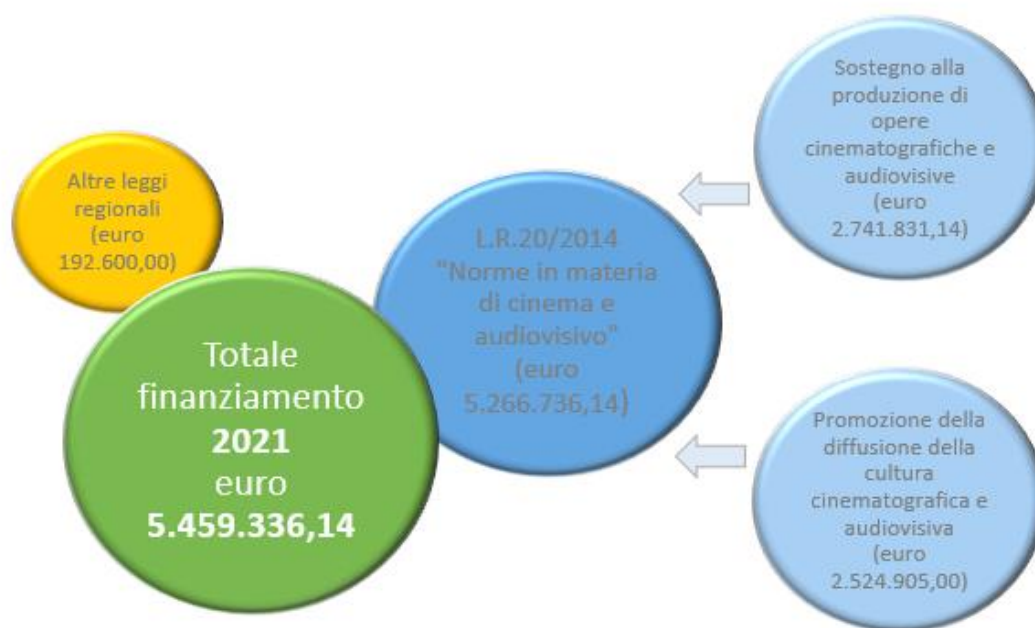 Altre leggi
regionali
(euro
192.600,00)
Totale
finanziamento
2021
euro
5.459.336,14
L.R.20/2014
"Norme in materia
di cinema e
audiovisivo"
(euro
5.266.736,14)
Sostegno alla
produzione di
opere
cinematografiche e
audiovisive
(euro
2.741.831,14)
Promozione della
diffusione della
cultura
cinematografica e
audiovisiva
(euro
2.524.905,00)